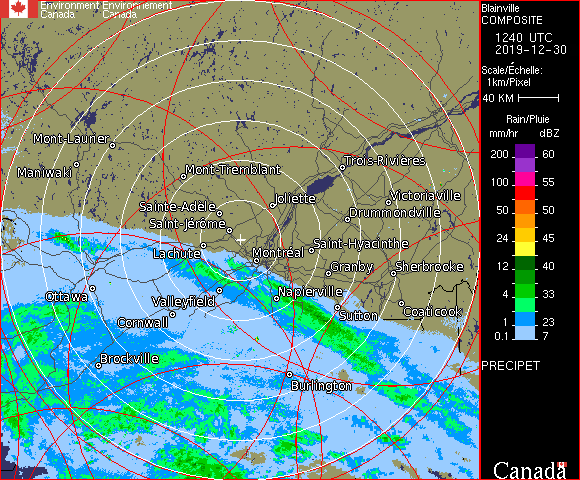 Environment Environnement
Canada Canada
Blainville
COMPOSITE
1240 UTC
2019-12-30
Scale/Échelle:
1km/Pixel
40 KM
Rain/Pluie
mm/hr dBZ
200 60
100 55
50 50
24 45
12 40
4 33
1 23
0.1 7
PRECIPET
Mont-Laurier
Maniwaki
Mont-Tremblant
Trois-Rivières
Sainte-Adele
Joliette
Victoriaville
Saint-Jérôme
Drummondville
Lachute
Montréal
Saint-Hyacinthe
Granby
Sherbrooke
Ottawa
Valleyfield
Napierville
Cornwall
Sutton
Coaticook
Brockville
Burlington
Canada